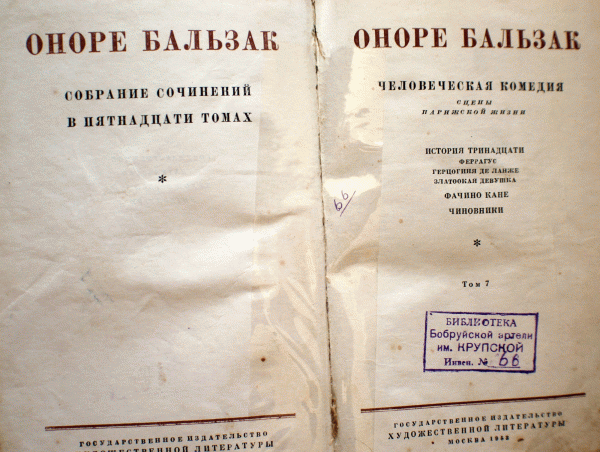 ОНОРЕ БАЛЬЗАК
СОБРАНИЕ СОЧИНЕНИЙ
В ПЯТНАДЦАТИ ТОМАХ
*
ГОСУДАРСТВЕННОЕ ИЗДАТЕЛЬСТВО
ХУДОЖЕСТВЕННОЙ ЛИТЕРАТУРЫ
66
ОНОРЕ БАЛЬЗАК
ЧЕЛОВЕЧЕСКАЯ КОМЕДИЯ
СЦЕНЫ
ПАРИЖСКОЙ ЖИЗНИ
ИСТОРИЯ ТРИНАДЦАТИ
ФЕРРАГУС
ГЕРЦОГИНЯ ДЕ ЛАНЖЕ
ЗЛАТООКАЯ ДЕВУШКА
ФАЧИНО КАНЕ
ЧИНОВНИКИ
*
Том 7
БИБЛИОТЕКА
Бобруйской артели
им. КРУПСКОЙ
Инвен. № 66
ГОСУДАРСТВЕННОЕ ИЗДАТЕЛЬСТВО
ХУДОЖЕСТВЕННОЙ ЛИТЕРАТУРЫ
МОСКВА